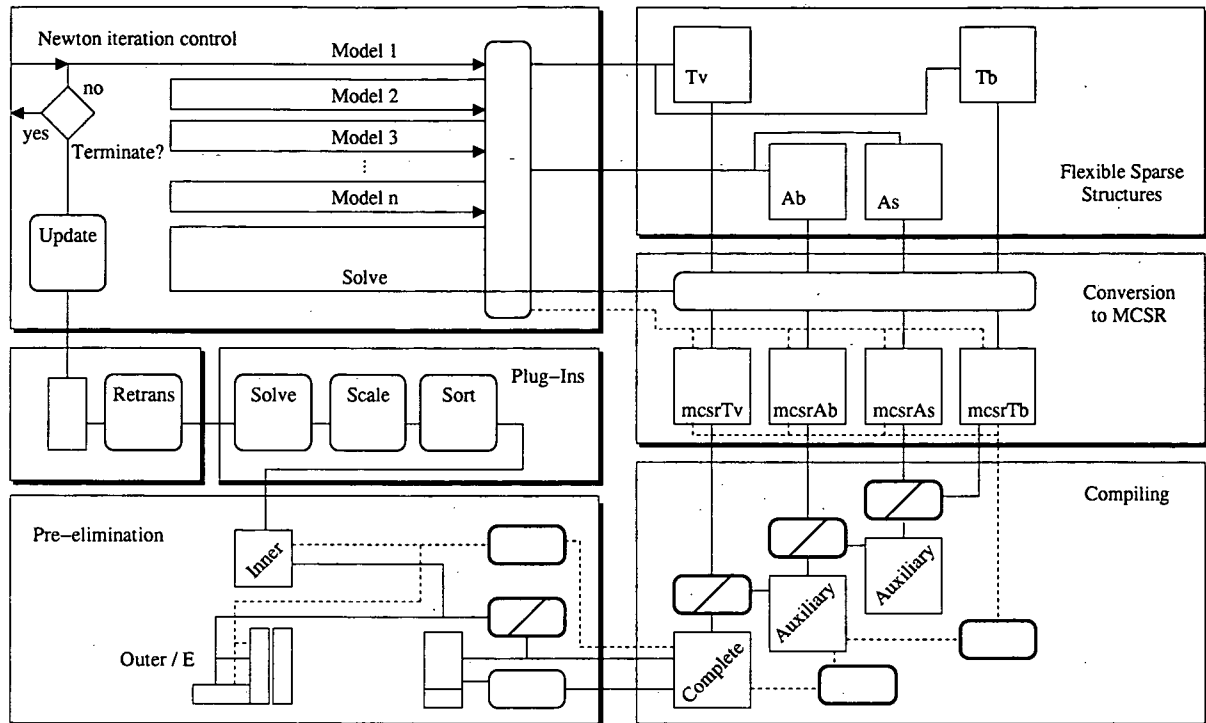 Newton iteration control
Model 1
no
Model 2
yes
Terminate?
Model 3
⋮
Model n
Update
Solve
Tv
Tb
Ab
As
Flexible Sparse
Structures
Conversion
to MCSR
mcsrTv
mcsrAb
mcsrAs
mcsrTb
Retrans
Solve
Scale
Sort
Plug–Ins
Pre–elimination
Inner
Outer / E
Compiling
Auxiliary
Auxiliary
Complete